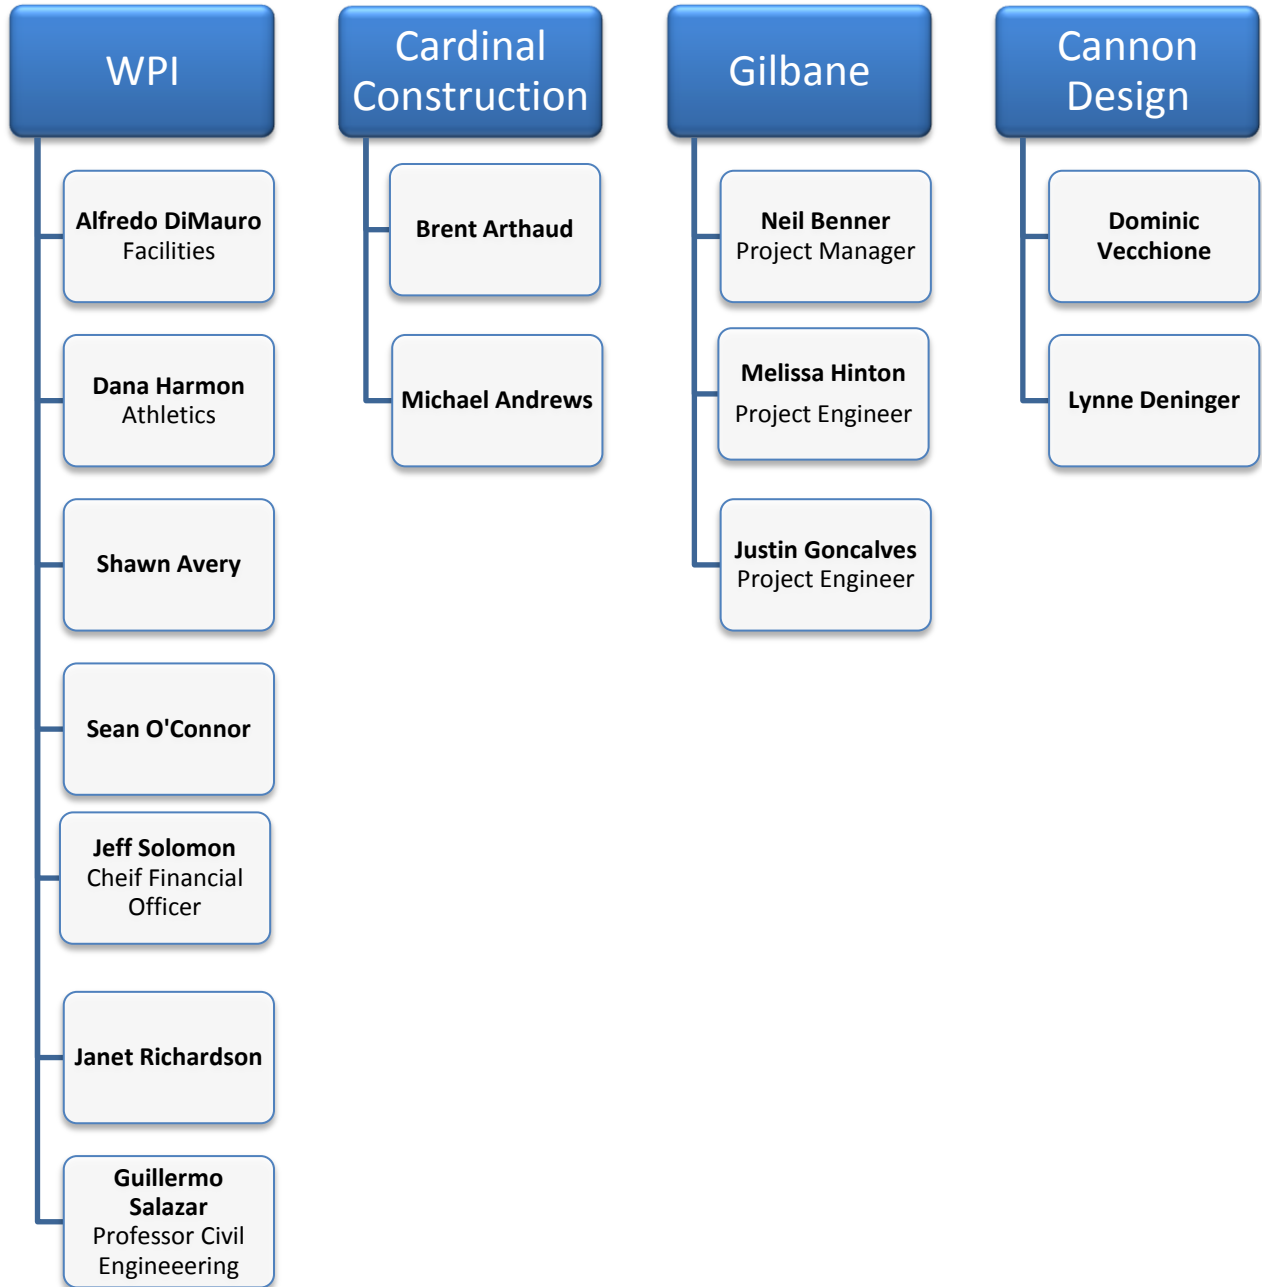 WPI
Alfredo DiMauro
Facilities
Dana Harmon
Athletics
Shawn Avery
Sean O'Connor
Jeff Solomon
Cheif Financial
Officer
Janet Richardson
Guillermo
Salazar
Professor Civil
Engineeering
Cardinal
Construction
Brent Arthaud
Michael Andrews
Gilbane
Neil Benner
Project Manager
Melissa Hinton
Project Engineer
Justin Goncalves
Project Engineer
Cannon
Design
Dominic
Vecchione
Lynne Deninger